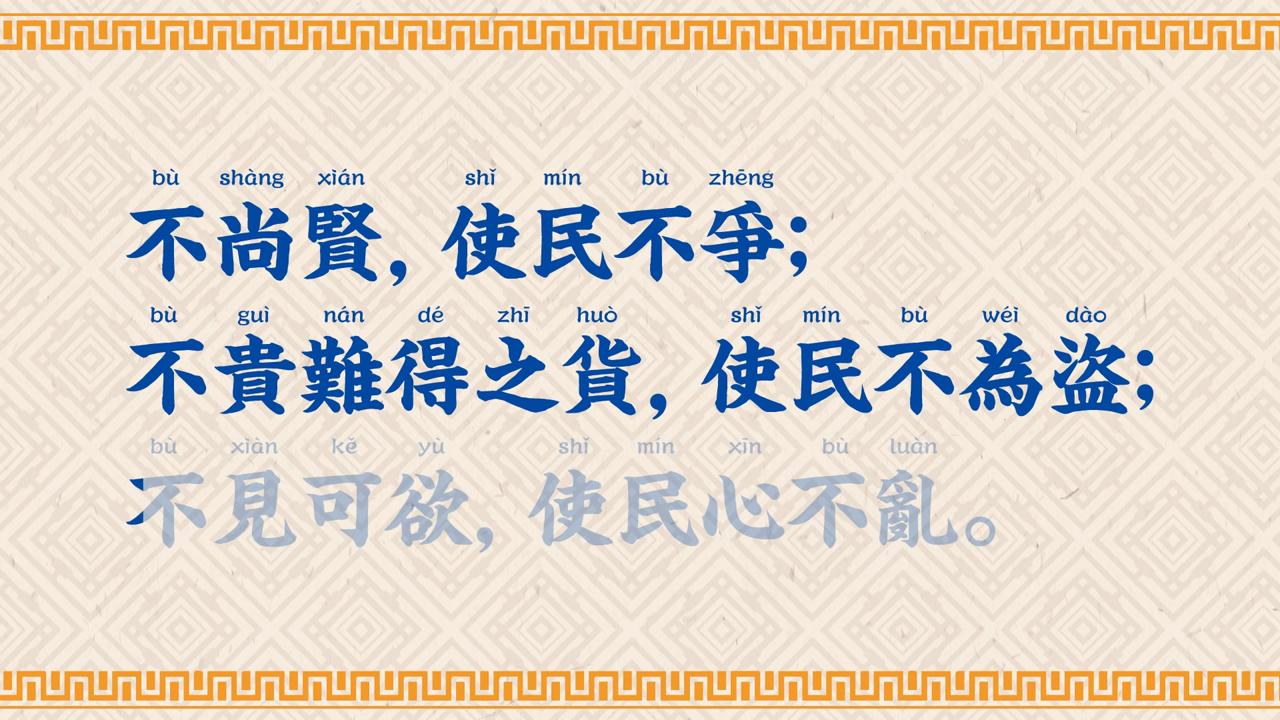 bù shàng xián shǐ mín bù zhēng
不尚賢, 使民不爭;
bù guì nán dé zhī huò shǐ mín bù wéi dào
不貴難得之貨, 使民不為盜;
bù xiàn kě yù shǐ mín xīn bù luàn
不見可欲, 使民心不亂。